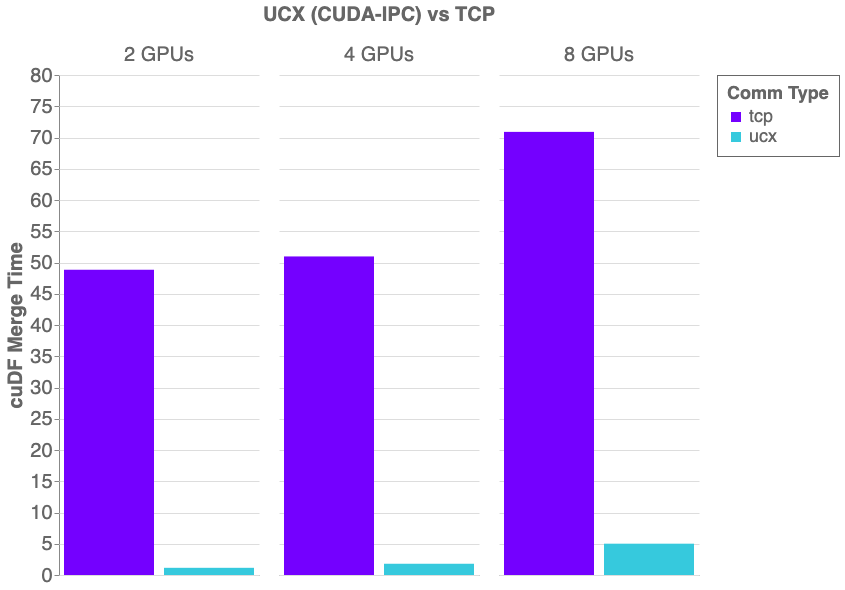 UCX (CUDA-IPC) vs TCP
2 GPUs 4 GPUs 8 GPUs
80
75
70
65
60
55
50
45
40
35
30
25
20
15
10
5
0
cuDF Merge Time
Comm Type
tcp
ucx